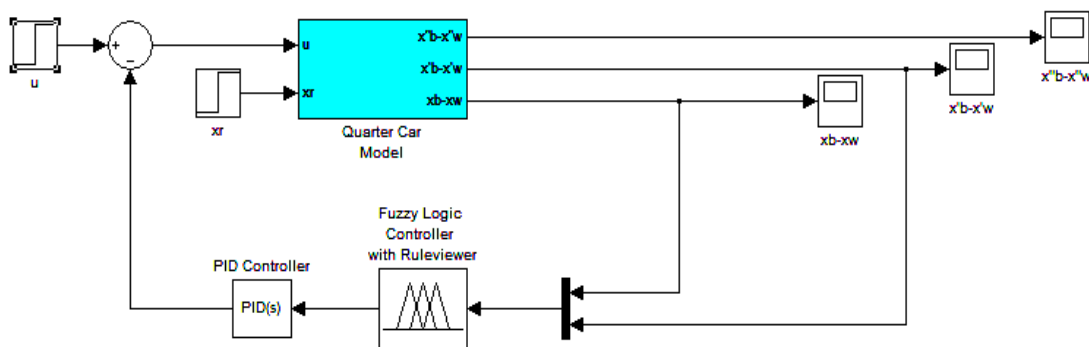 u
+
−
u
xr
x''b-x''w
x'b-x'w
xb-xw
Quarter Car
Model
xr
x''b-x''w
x'b-x'w
xb-xw
Fuzzy Logic
Controller
with Ruleviewer
PID Controller
PID(s)